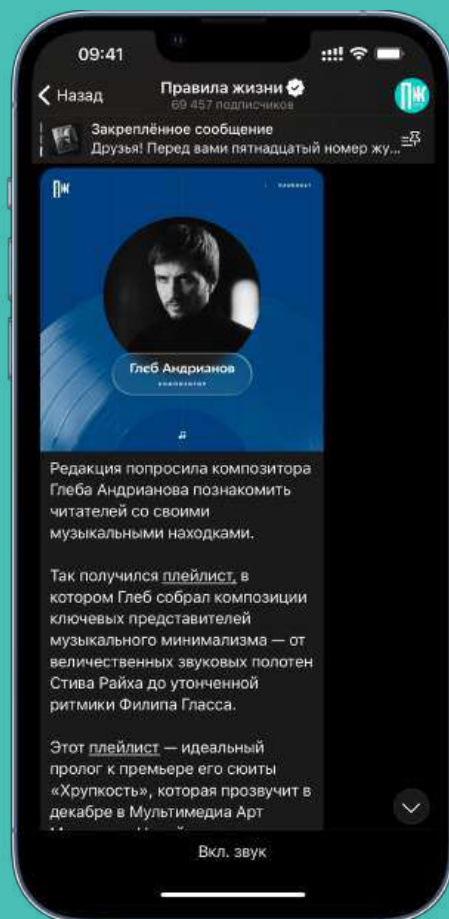 09:41
Назад
Правила жизни
69 457 подписчиков
ПЖ
Закреплённое сообщение
Друзья! Перед вами пятнадцатый номер жу...
ПЖ
плейлист
Глеб Андрианов
композитор
Редакция попросила композитора
Глеба Андрианова познакомить
читателей со своими
музыкальными находками.
Так получился плейлист, в
котором Глеб собрал композиции
ключевых представителей
музыкального минимализма — от
величественных звуковых полотен
Стива Райха до утонченной
ритмики Филипа Гласса.
Этот плейлист — идеальный
пролог к премьере его сюиты
«Хрупкость», которая прозвучит в
декабре в Мультимедиа Арт
Вкл. звук